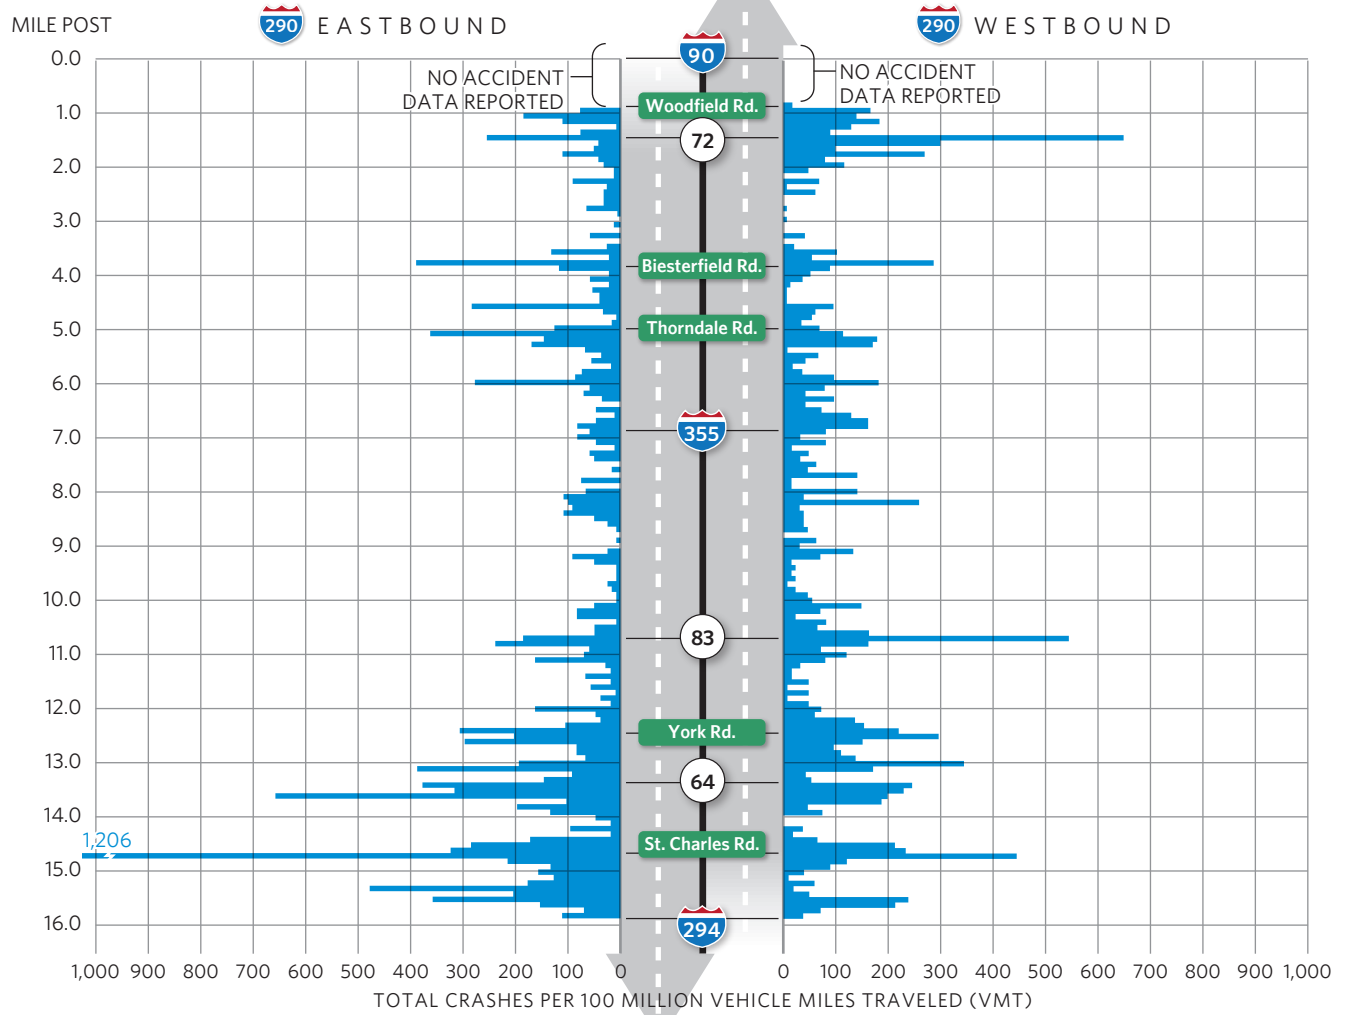 MILE POST
290 EASTBOUND
290 WESTBOUND
0.0
90
NO ACCIDENT
DATA REPORTED
NO ACCIDENT
DATA REPORTED
Woodfield Rd.
1.0
72
2.0
3.0
Biesterfield Rd.
4.0
Thorndale Rd.
5.0
6.0
355
7.0
8.0
9.0
10.0
83
11.0
12.0
York Rd.
13.0
64
14.0
1,206
St. Charles Rd.
15.0
16.0
294
1,000 900 800 700 600 500 400 300 200 100 0 0 100 200 300 400 500 600 700 800 900 1,000
TOTAL CRASHES PER 100 MILLION VEHICLE MILES TRAVELED (VMT)